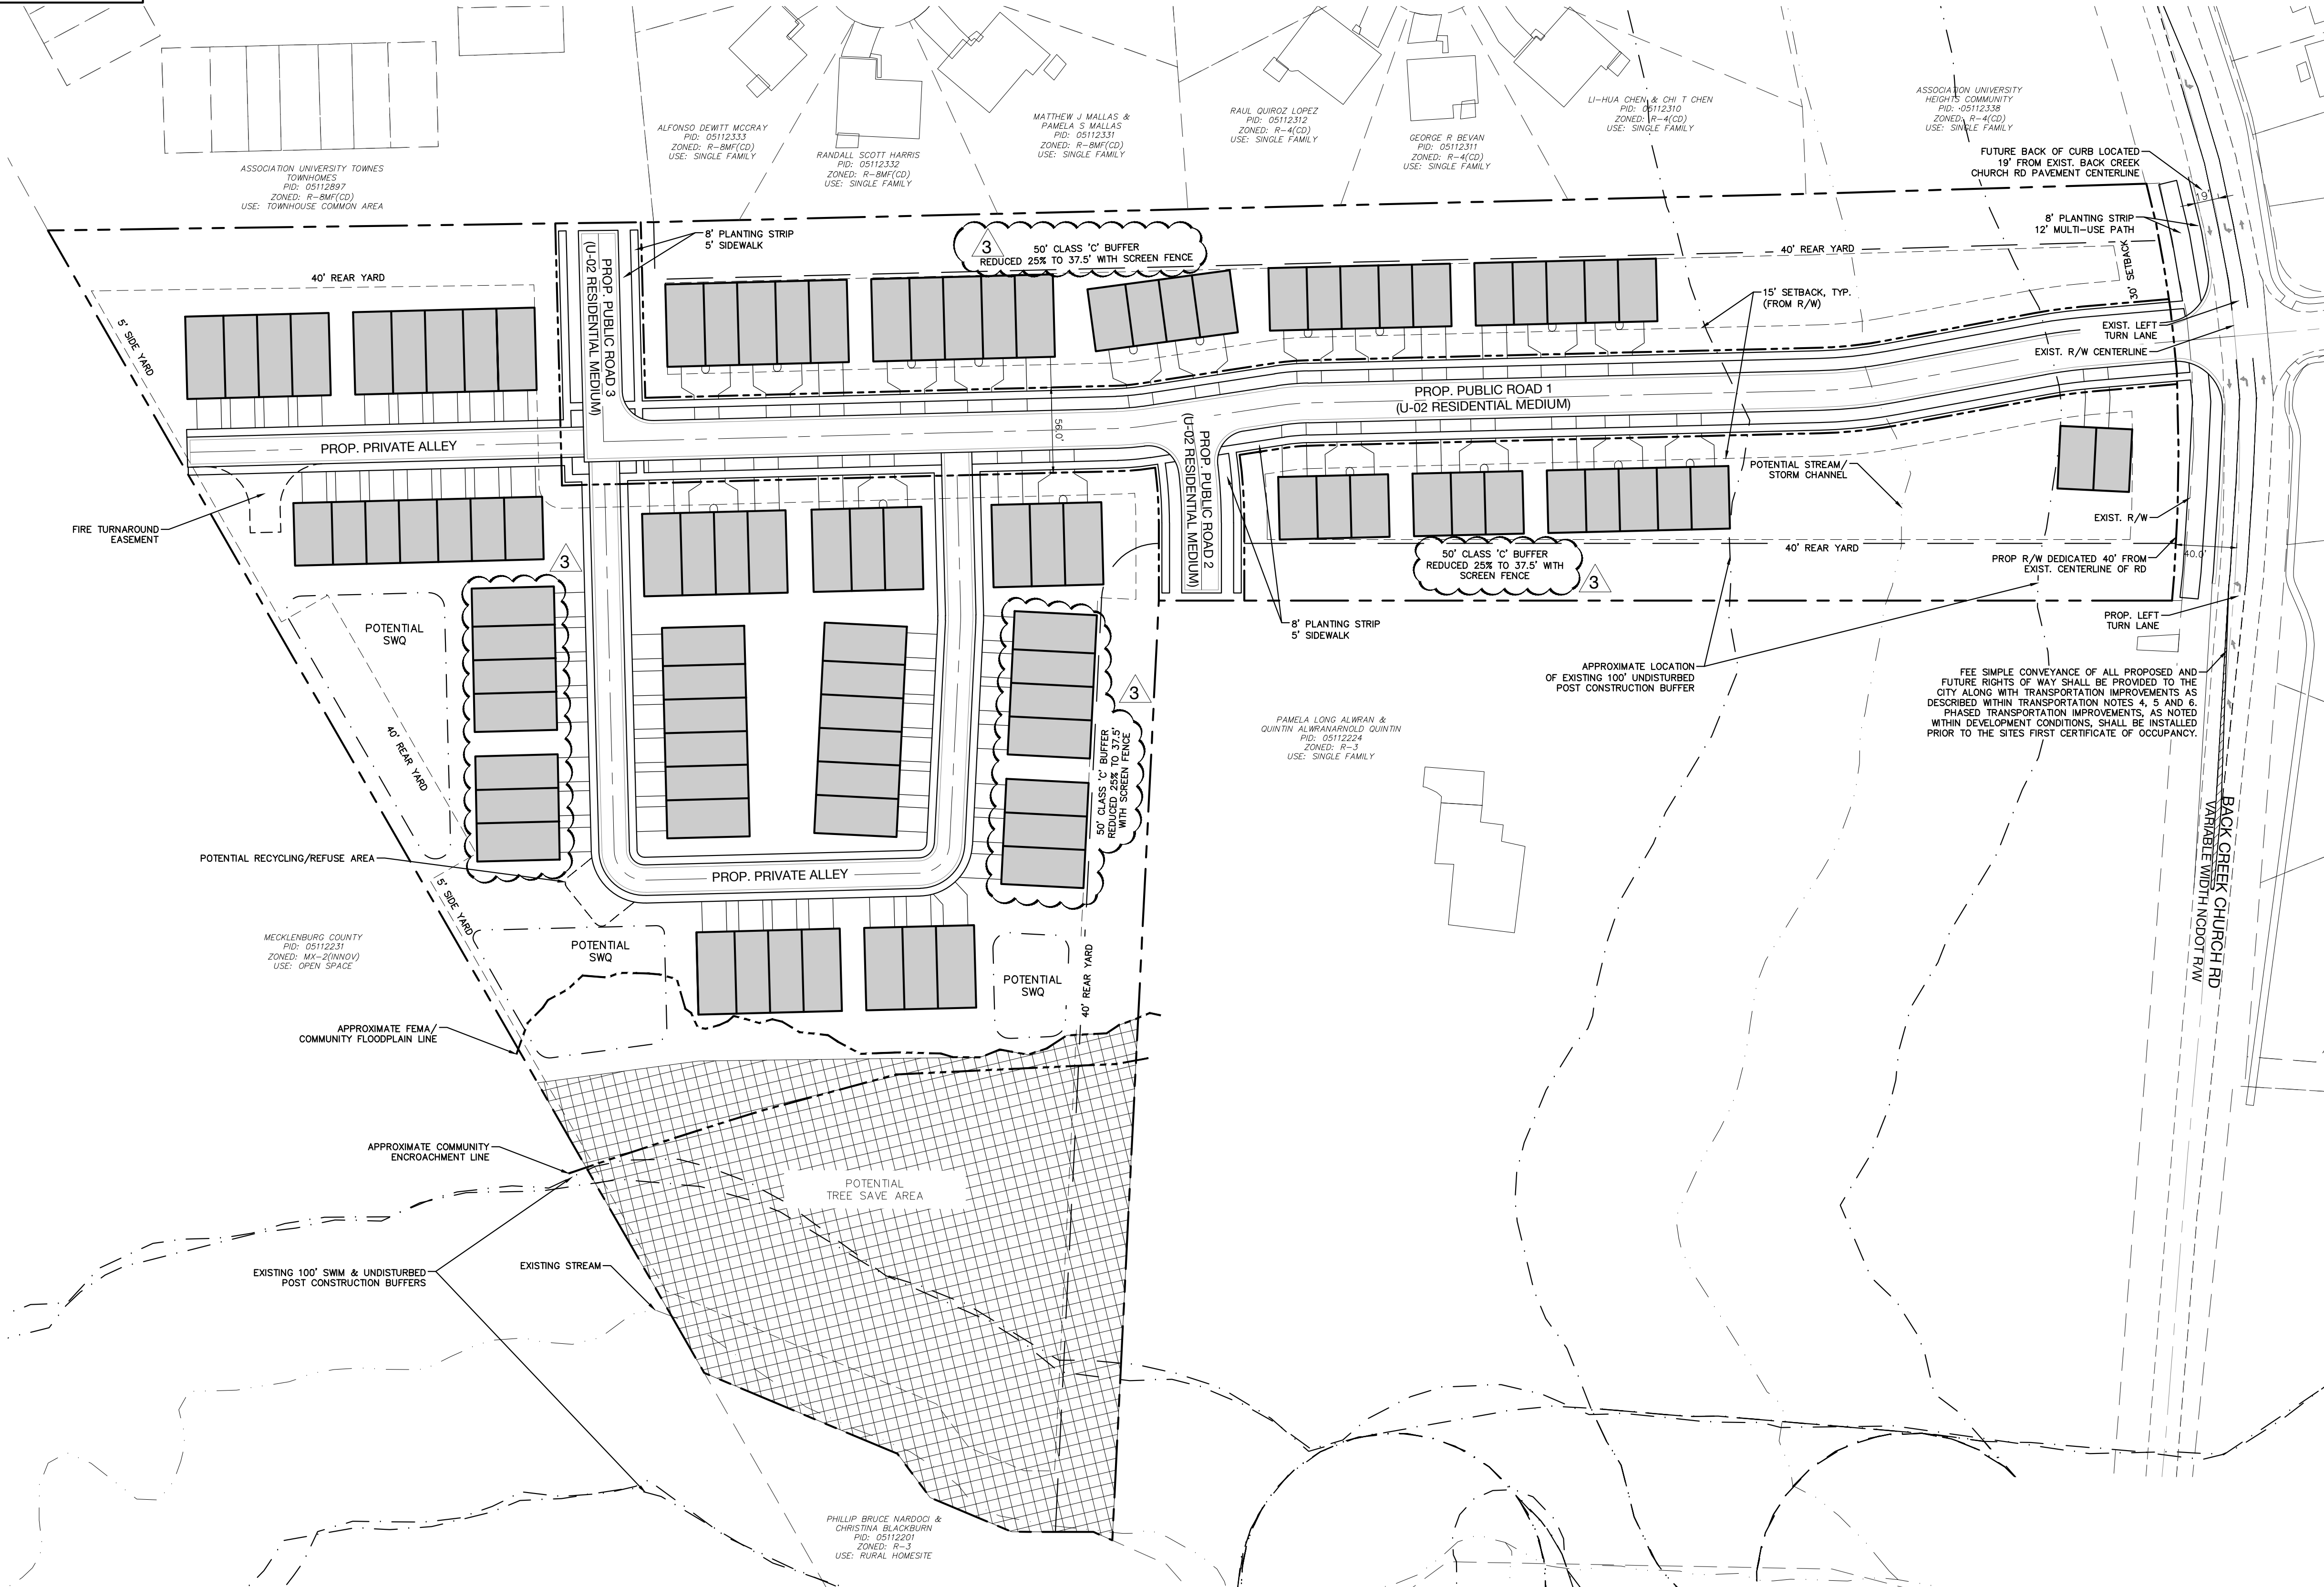 ASSOCIATION UNIVERSITY TOWNES
TOWNHOMES
PID: 05112897
ZONED: R-8MF(CD)
USE: TOWNHOUSE COMMON AREA
ALFONSO DEWITT MCCRAY
PID: 05112333
ZONED: R-8MF(CD)
USE: SINGLE FAMILY
RANDALL SCOTT HARRIS
PID: 05112332
ZONED: R-8MF(CD)
USE: SINGLE FAMILY
MATTHEW J MALLAS &
PAMELA S MALLAS
PID: 05112331
ZONED: R-8MF(CD)
USE: SINGLE FAMILY
RAUL QUIROZ LOPEZ
PID: 05112312
ZONED: R-4(CD)
USE: SINGLE FAMILY
GEORGE R BEVAN
PID: 05112311
ZONED: R-4(CD)
USE: SINGLE FAMILY
LI-HUA CHEN & CHI T CHEN
PID: 05112310
ZONED: R-4(CD)
USE: SINGLE FAMILY
ASSOCIATION UNIVERSITY
HEIGHTS COMMUNITY
PID: 05112338
ZONED: R-4(CD)
USE: SINGLE FAMILY
FUTURE BACK OF CURB LOCATED
19' FROM EXIST. BACK CREEK
CHURCH RD PAVEMENT CENTERLINE
19'
8' PLANTING STRIP
12' MULTI-USE PATH
40' REAR YARD
30' SETBACK
8' PLANTING STRIP
5' SIDEWALK
3
50' CLASS 'C' BUFFER
REDUCED 25% TO 37.5' WITH SCREEN FENCE
40' REAR YARD
5' SIDE YARD
PROP. PUBLIC ROAD 3
(U-02 RESIDENTIAL MEDIUM)
15' SETBACK, TYP.
(FROM R/W)
EXIST. LEFT
TURN LANE
EXIST. R/W CENTERLINE
PROP. PUBLIC ROAD 1
(U-02 RESIDENTIAL MEDIUM)
56.0'
PROP. PRIVATE ALLEY
PROP. PUBLIC ROAD 2
(U-02 RESIDENTIAL MEDIUM)
POTENTIAL STREAM/
STORM CHANNEL
EXIST. R/W
FIRE TURNAROUND
EASEMENT
3
50' CLASS 'C' BUFFER
REDUCED 25% TO 37.5' WITH
SCREEN FENCE
3
40' REAR YARD
40.0'
PROP R/W DEDICATED 40' FROM
EXIST. CENTERLINE OF RD
PROP. LEFT
TURN LANE
POTENTIAL
SWQ
8' PLANTING STRIP
5' SIDEWALK
APPROXIMATE LOCATION
OF EXISTING 100' UNDISTURBED
POST CONSTRUCTION BUFFER
FEE SIMPLE CONVEYANCE OF ALL PROPOSED AND
FUTURE RIGHTS OF WAY SHALL BE PROVIDED TO THE
CITY ALONG WITH TRANSPORTATION IMPROVEMENTS AS
DESCRIBED WITHIN TRANSPORTATION NOTES 4, 5 AND 6.
PHASED TRANSPORTATION IMPROVEMENTS, AS NOTED
WITHIN DEVELOPMENT CONDITIONS, SHALL BE INSTALLED
PRIOR TO THE SITES FIRST CERTIFICATE OF OCCUPANCY.
3
50' CLASS 'C' BUFFER
REDUCED 25% TO 37.5'
WITH SCREEN FENCE
PAMELA LONG ALWRAN &
QUINTIN ALWRANARNOLD QUINTIN
PID: 05112224
ZONED: R-3
USE: SINGLE FAMILY
40' REAR YARD
BACK CREEK CHURCH RD
VARIABLE WIDTH NCDOT R/W
POTENTIAL RECYCLING/REFUSE AREA
5' SIDE YARD
PROP. PRIVATE ALLEY
MECKLENBURG COUNTY
PID: 05112231
ZONED: MX-2(INNOV)
USE: OPEN SPACE
POTENTIAL
SWQ
POTENTIAL
SWQ
40' REAR YARD
APPROXIMATE FEMA/
COMMUNITY FLOODPLAIN LINE
APPROXIMATE COMMUNITY
ENCROACHMENT LINE
POTENTIAL
TREE SAVE AREA
EXISTING 100' SWIM & UNDISTURBED
POST CONSTRUCTION BUFFERS
EXISTING STREAM
PHILLIP BRUCE NARDOCI &
CHRISTINA BLACKBURN
PID: 05112201
ZONED: R-3
USE: RURAL HOMESITE